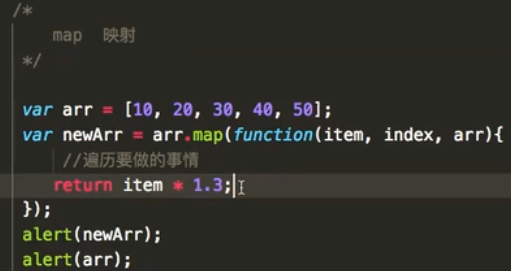 /*
map 映射
*/
var arr = [10, 20, 30, 40, 50];
var newArr = arr.map(function(item, index, arr){
//遍历要做的事情
return item * 1.3;
});
alert(newArr);
alert(arr);